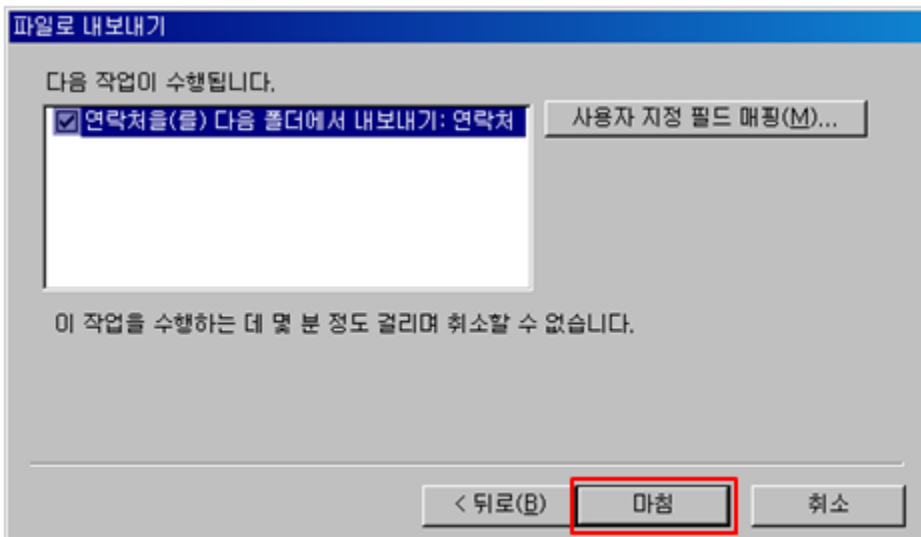 파일로 내보내기
다음 작업이 수행됩니다.
연락처을(를) 다음 폴더에서 내보내기: 연락처
사용자 지정 필드 매핑(M)...
이 작업을 수행하는 데 몇 분 정도 걸리며 취소할 수 없습니다.
< 뒤로(B)
마침
취소